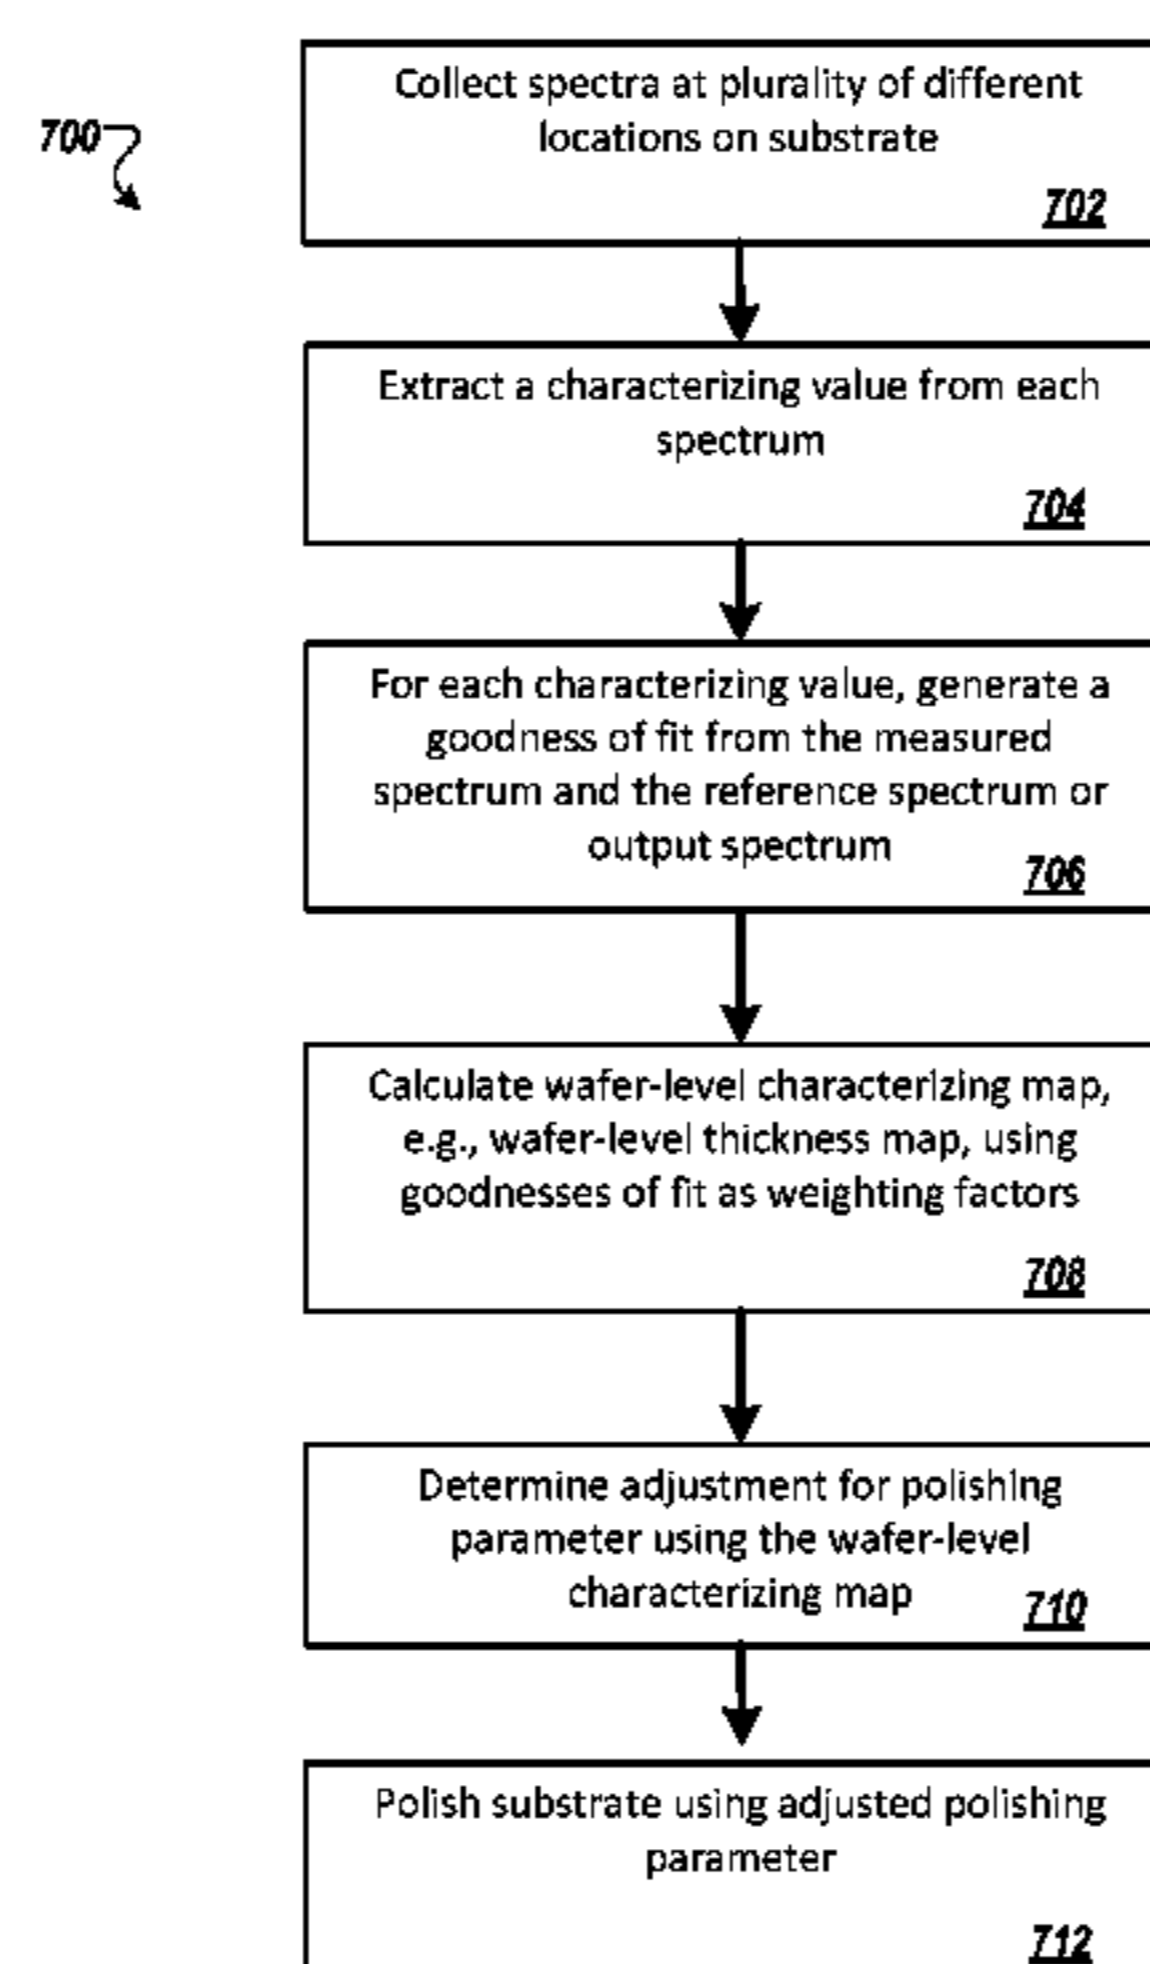 700
Collect spectra at plurality of different
locations on substrate
702
Extract a characterizing value from each
spectrum
704
For each characterizing value, generate a
goodness of fit from the measured
spectrum and the reference spectrum or
output spectrum
706
Calculate wafer-level characterizing map,
e.g., wafer-level thickness map, using
goodnesses of fit as weighting factors
708
Determine adjustment for polishing
parameter using the wafer-level
characterizing map
710
Polish substrate using adjusted polishing
parameter
712